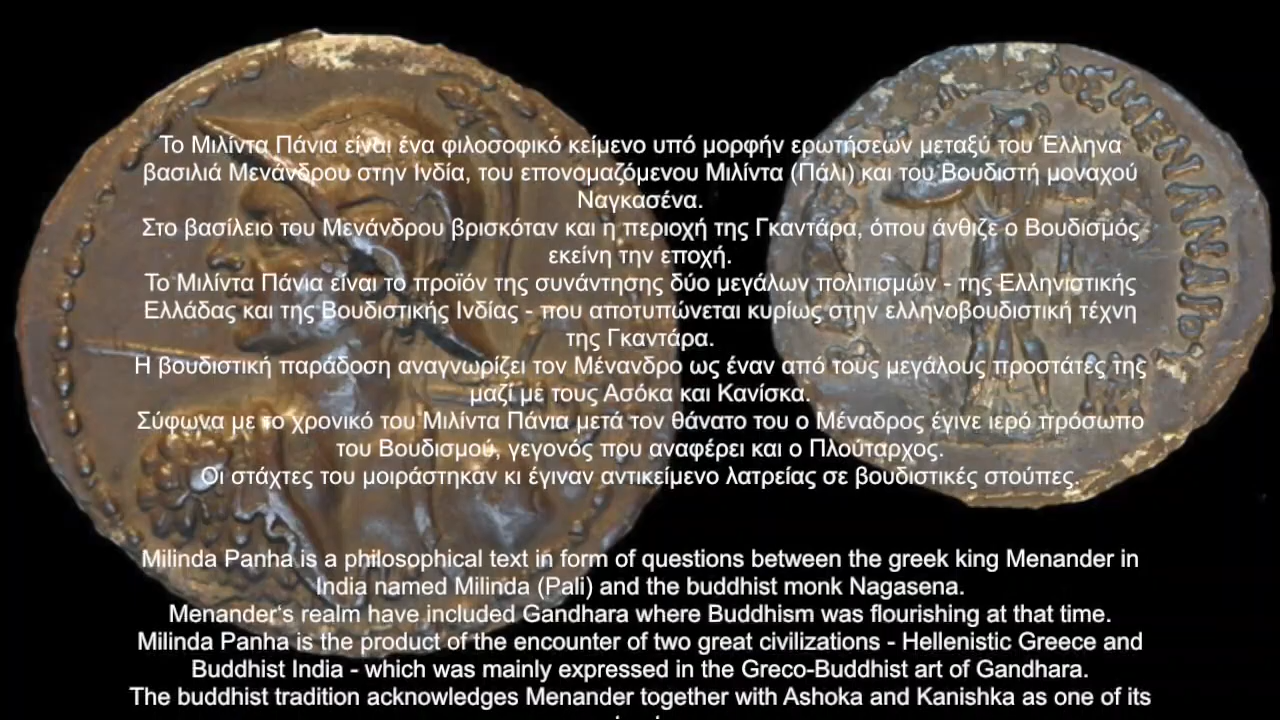 Το Μιλίντα Πάνια είναι ένα φιλοσοφικό κείμενο υπό μορφήν ερωτήσεων μεταξύ του Έλληνα
βασιλιά Μενάνδρου στην Ινδία, του επονομαζόμενου Μιλίντα (Πάλι) και του Βουδιστή μοναχού
Ναγκασένα.
Στο βασίλειο του Μενάνδρου βρισκόταν και η περιοχή της Γκαντάρα, όπου άνθιζε ο Βουδισμός
εκείνη την εποχή.
Το Μιλίντα Πάνια είναι το προϊόν της συνάντησης δύο μεγάλων πολιτισμών - της Ελληνιστικής
Ελλάδας και της Βουδιστικής Ινδίας - που αποτυπώνεται κυρίως στην ελληνοβουδιστική τέχνη
της Γκαντάρα.
Η βουδιστική παράδοση αναγνωρίζει τον Μένανδρο ως έναν από τους μεγάλους προστάτες της
μαζί με τους Ασόκα και Κανίσκα.
Σύφωνα με το χρονικό του Μιλίντα Πάνια μετά τον θάνατο του ο Μέναδρος έγινε ιερό πρόσωπο
του Βουδισμού, γεγονός που αναφέρει και ο Πλούταρχος.
Οι στάχτες του μοιράστηκαν κι έγιναν αντικείμενο λατρείας σε βουδιστικές στούπες.
Milinda Panha is a philosophical text in form of questions between the greek king Menander in
India named Milinda (Pali) and the buddhist monk Nagasena.
Menander‘s realm have included Gandhara where Buddhism was flourishing at that time.
Milinda Panha is the product of the encounter of two great civilizations - Hellenistic Greece and
Buddhist India - which was mainly expressed in the Greco-Buddhist art of Gandhara.
The buddhist tradition acknowledges Menander together with Ashoka and Kanishka as one of its
ΜΕΝΑΝΔΡΟΥ